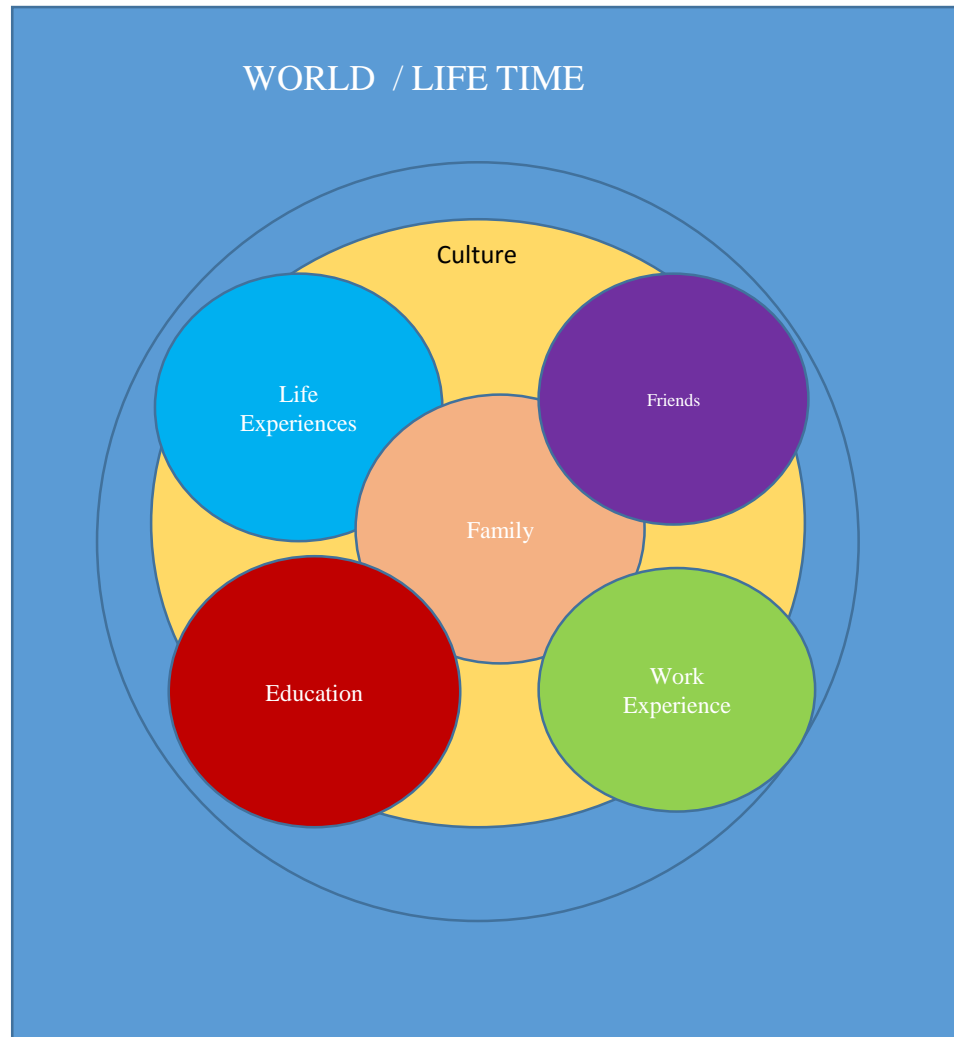 WORLD / LIFE TIME
Culture
Life
Experiences
Friends
Family
Education
Work
Experience